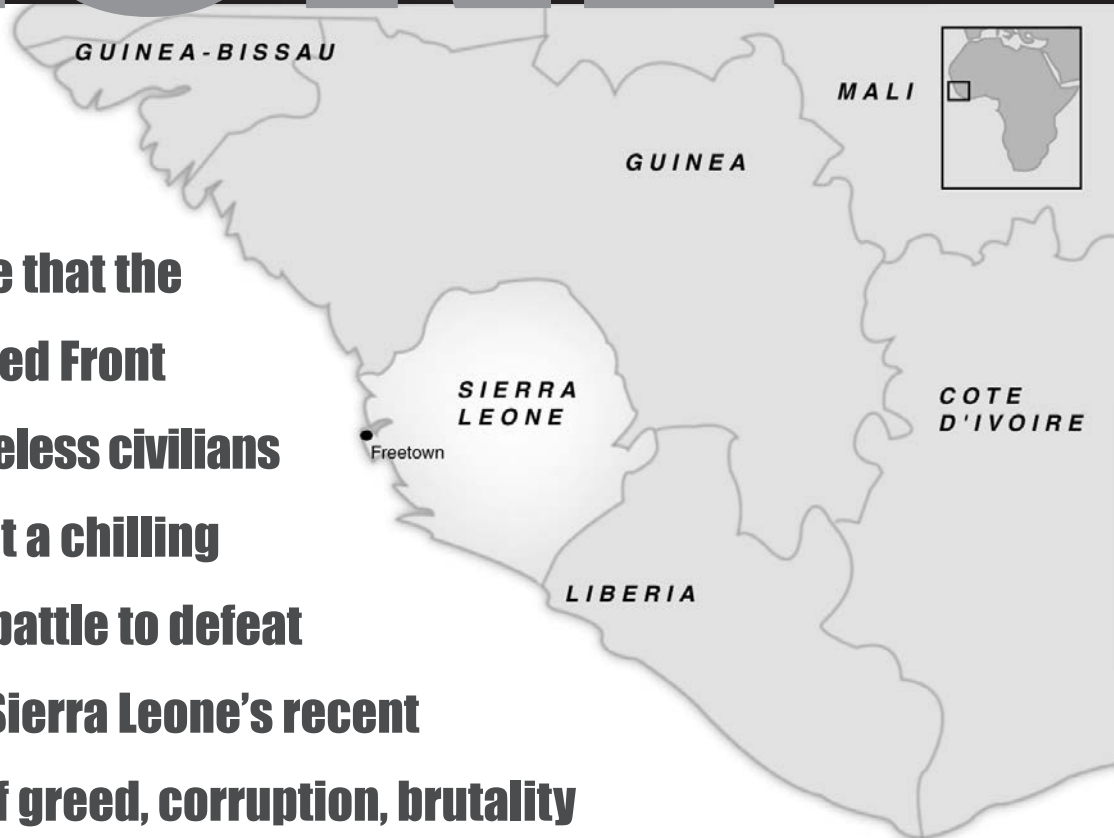 GUINEA-BISSAU
MALI
GUINEA
e that the
ed Front
SIERRA
LEONE
COTE
D'IVOIRE
eless civilians
Freetown
t a chilling
LIBERIA
battle to defeat
Sierra Leone's recent
f greed, corruption, brutality